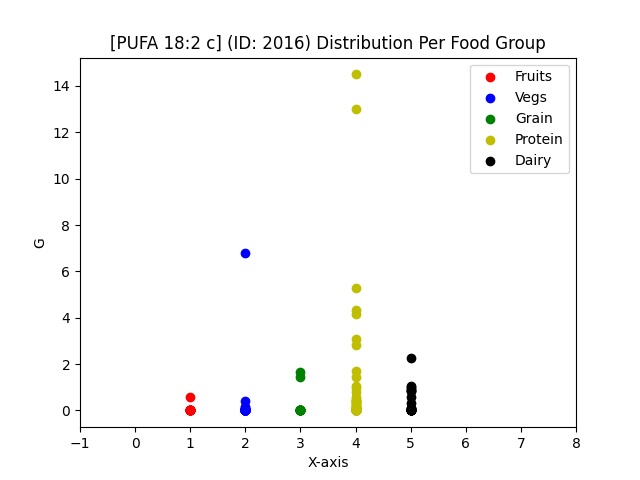 [PUFA 18:2 c] (ID: 2016) Distribution Per Food Group
Fruits
Vegs
Grain
Protein
Dairy
14
12
10
8
6
4
2
0
G
−1 0 1 2 3 4 5 6 7 8
X-axis